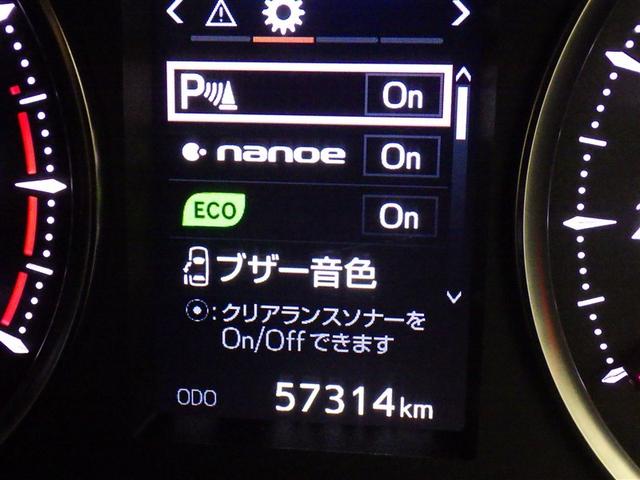 P On
nanoe On
ECO On
ブザー音色
:クリアランスソナーを
On/Offできます
ODO 57314km